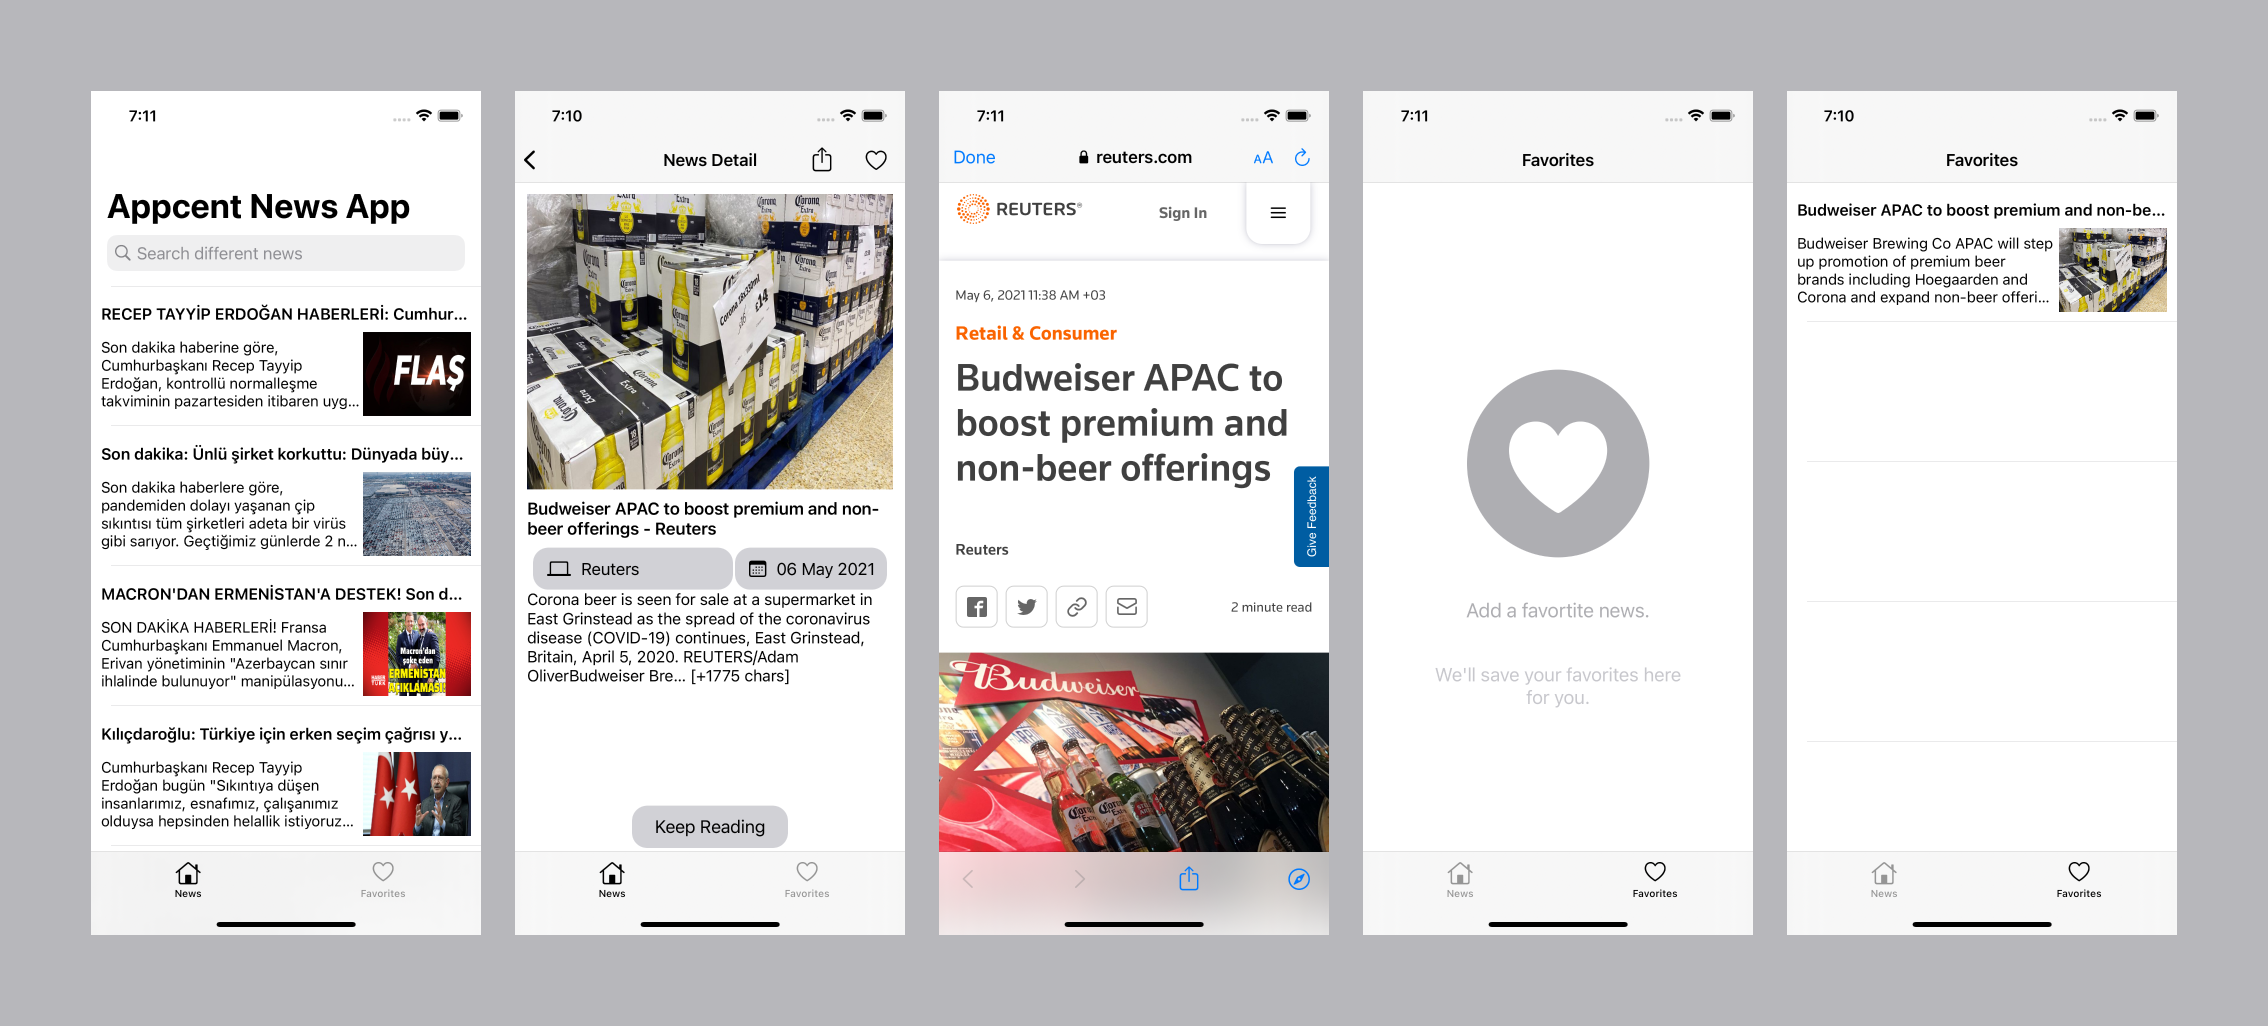 7:11
Appcent News App
Search different news
RECEP TAYYİP ERDOĞAN HABERLERİ: Cumhur...
Son dakika haberine göre,
Cumhurbaşkanı Recep Tayyip
Erdoğan, kontrollü normalleşme
takviminin pazartesiden itibaren uyg...
FLAŞ
Son dakika: Ünlü şirket korkuttu: Dünyada büy...
Son dakika haberlere göre,
pandemiden dolayı yaşanan çip
sıkıntısı tüm şirketleri adeta bir virüs
gibi sarıyor. Geçtiğimiz günlerde 2 n...
MACRON'DAN ERMENİSTAN'A DESTEK! Son d...
SON DAKİKA HABERLERİ! Fransa
Cumhurbaşkanı Emmanuel Macron,
Erivan yönetiminin "Azerbaycan sınır
ihlalinde bulunuyor" manipülasyonu...
Macron'dan
şoke eden
ERMENİSTAN
AÇIKLAMASI!
Kılıçdaroğlu: Türkiye için erken seçim çağrısı y...
Cumhurbaşkanı Recep Tayyip
Erdoğan bugün "Sıkıntıya düşen
insanlarımız, esnafımız, çalışanımız
olduysa hepsinden helallik istiyoruz...
News
Favorites
7:10
News Detail
Corona Extra
Corona 18x330ml
£14
Budweiser APAC to boost premium and non-
beer offerings - Reuters
Reuters
06 May 2021
Corona beer is seen for sale at a supermarket in
East Grinstead as the spread of the coronavirus
disease (COVID-19) continues, East Grinstead,
Britain, April 5, 2020. REUTERS/Adam
OliverBudweiser Bre... [+1775 chars]
Keep Reading
News
Favorites
7:11
Done
reuters.com
AA
REUTERS®
Sign In
May 6, 2021 11:38 AM +03
Retail & Consumer
Budweiser APAC to
boost premium and
non-beer offerings
Give Feedback
Reuters
2 minute read
Budweiser
Corona Extra
7:11
Favorites
Add a favortite news.
We'll save your favorites here
for you.
News
Favorites
7:10
Favorites
Budweiser APAC to boost premium and non-be...
Budweiser Brewing Co APAC will step
up promotion of premium beer
brands including Hoegaarden and
Corona and expand non-beer offeri...
News
Favorites